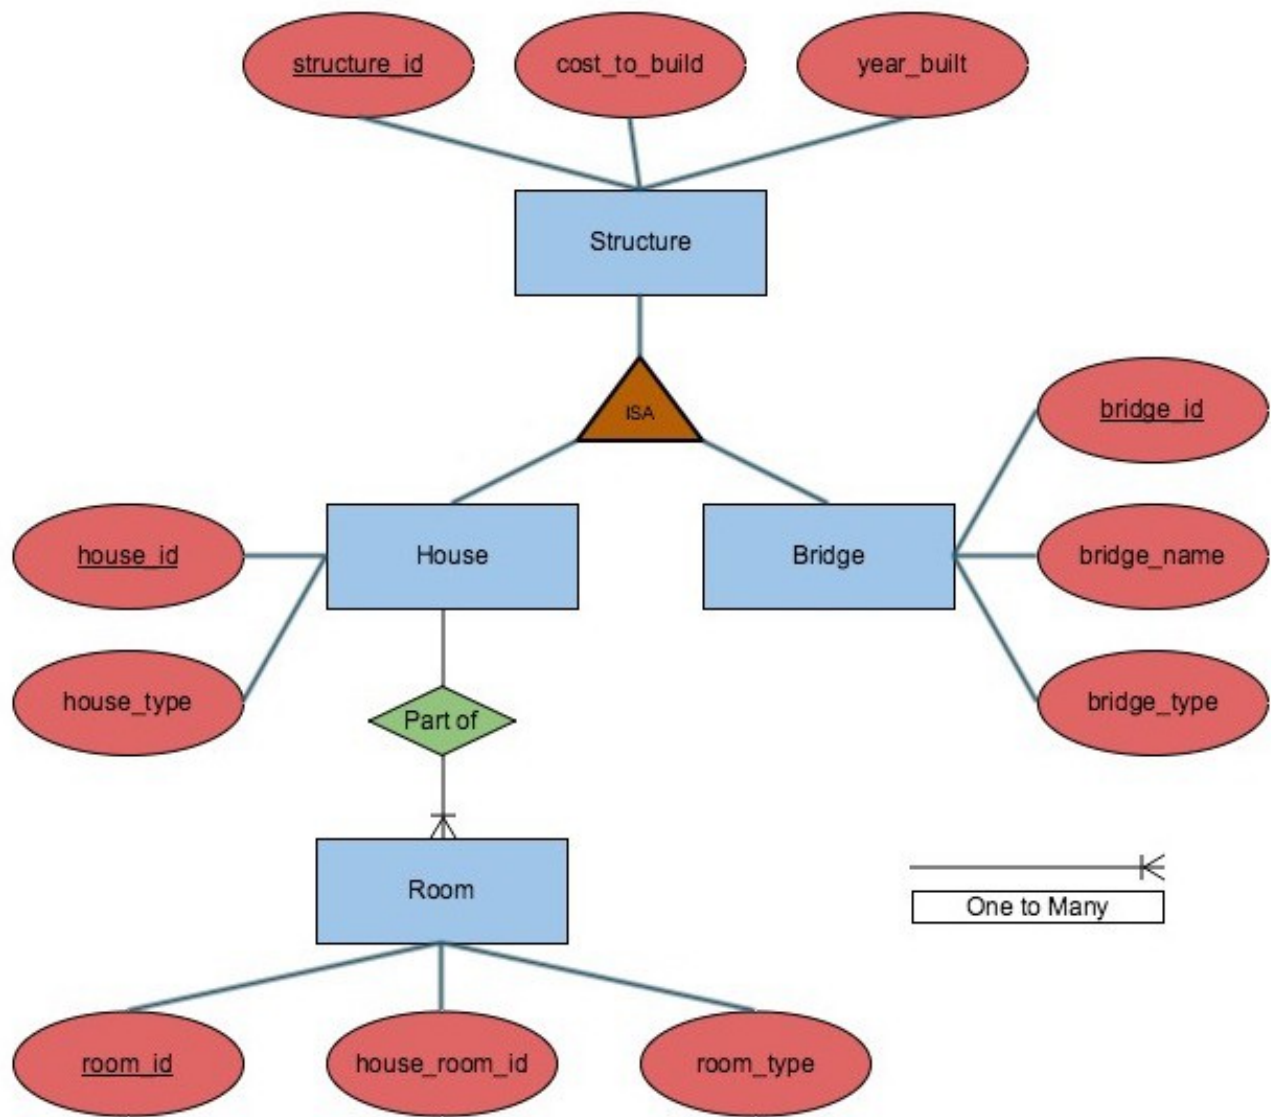 structure_id
cost_to_build
year_built
Structure
ISA
bridge_id
house_id
House
Bridge
bridge_name
house_type
Part of
bridge_type
Room
One to Many
room_id
house_room_id
room_type